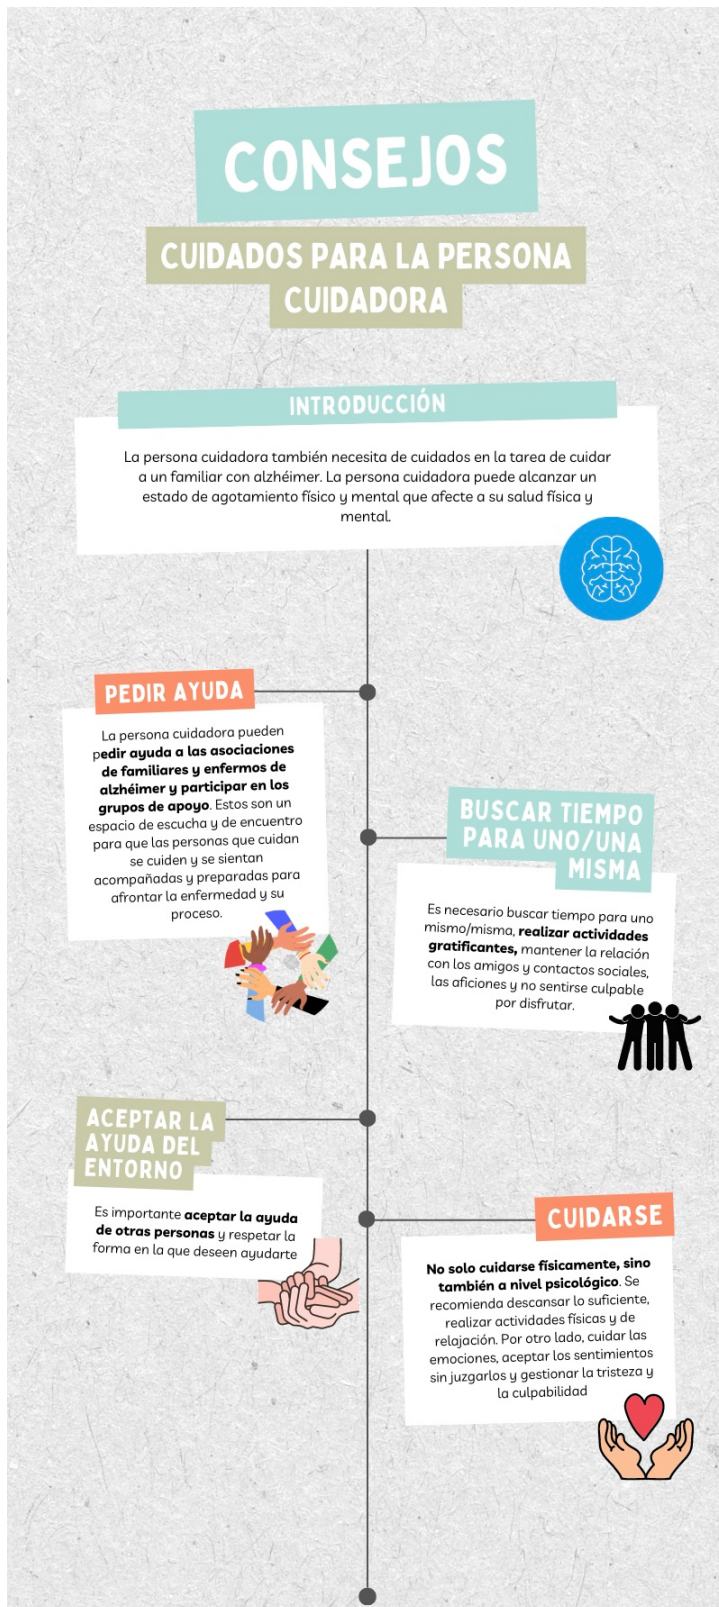 CONSEJOS
CUIDADOS PARA LA PERSONA
CUIDADORA
INTRODUCCIÓN
La persona cuidadora también necesita de cuidados en la tarea de cuidar
a un familiar con alzhéimer. La persona cuidadora puede alcanzar un
estado de agotamiento físico y mental que afecte a su salud física y
mental.
PEDIR AYUDA
La persona cuidadora pueden
pedir ayuda a las asociaciones
de familiares y enfermos de
alzhéimer y participar en los
grupos de apoyo. Estos son un
espacio de escucha y de encuentro
para que las personas que cuidan
se cuiden y se sientan
acompañadas y preparadas para
afrontar la enfermedad y su
proceso.
BUSCAR TIEMPO
PARA UNO/UNA
MISMA
Es necesario buscar tiempo para uno
mismo/misma, realizar actividades
gratificantes, mantener la relación
con los amigos y contactos sociales,
las aficiones y no sentirse culpable
por disfrutar.
ACEPTAR LA
AYUDA DEL
ENTORNO
Es importante aceptar la ayuda
de otras personas y respetar la
forma en la que deseen ayudarte
CUIDARSE
No solo cuidarse físicamente, sino
también a nivel psicológico. Se
recomienda descansar lo suficiente,
realizar actividades físicas y de
relajación. Por otro lado, cuidar las
emociones, aceptar los sentimientos
sin juzgarlos y gestionar la tristeza y
la culpabilidad